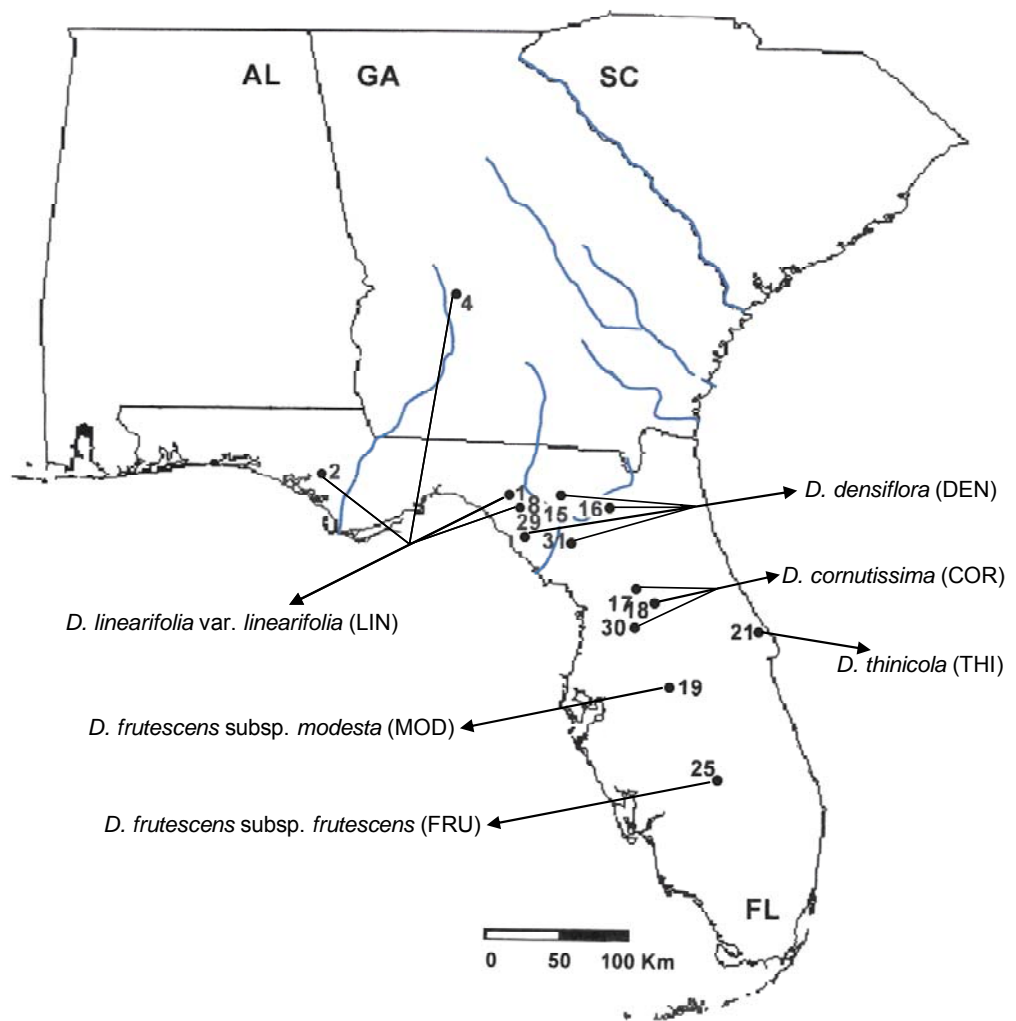 AL GA SC
4
2
1
8
15 16
29
31
D. densiflora (DEN)
D. cornutissima (COR)
17 18
30
21
D. linearifolia var. linearifolia (LIN)
D. thinicola (THI)
19
D. frutescens subsp. modesta (MOD)
25
D. frutescens subsp. frutescens (FRU)
FL
0 50 100 Km